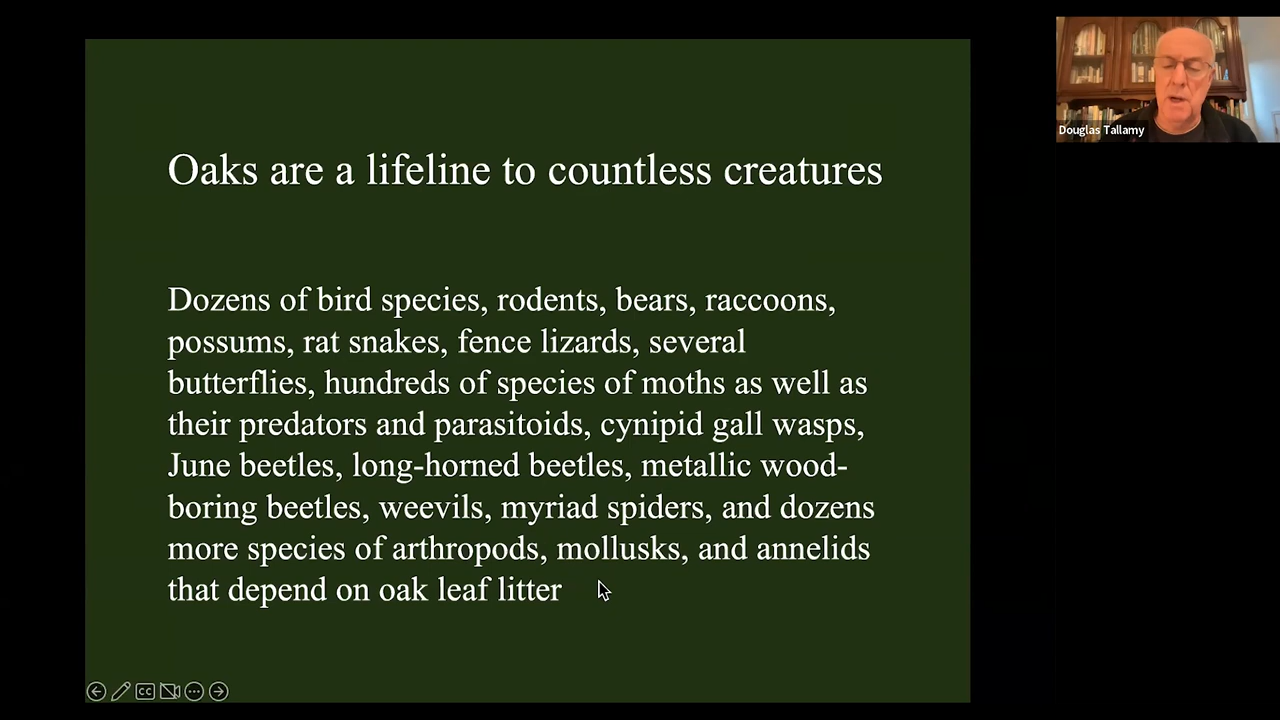 Oaks are a lifeline to countless creatures
Dozens of bird species, rodents, bears, raccoons,
possums, rat snakes, fence lizards, several
butterflies, hundreds of species of moths as well as
their predators and parasitoids, cynipid gall wasps,
June beetles, long-horned beetles, metallic wood-
boring beetles, weevils, myriad spiders, and dozens
more species of arthropods, mollusks, and annelids
that depend on oak leaf litter
Douglas Tallamy
CC